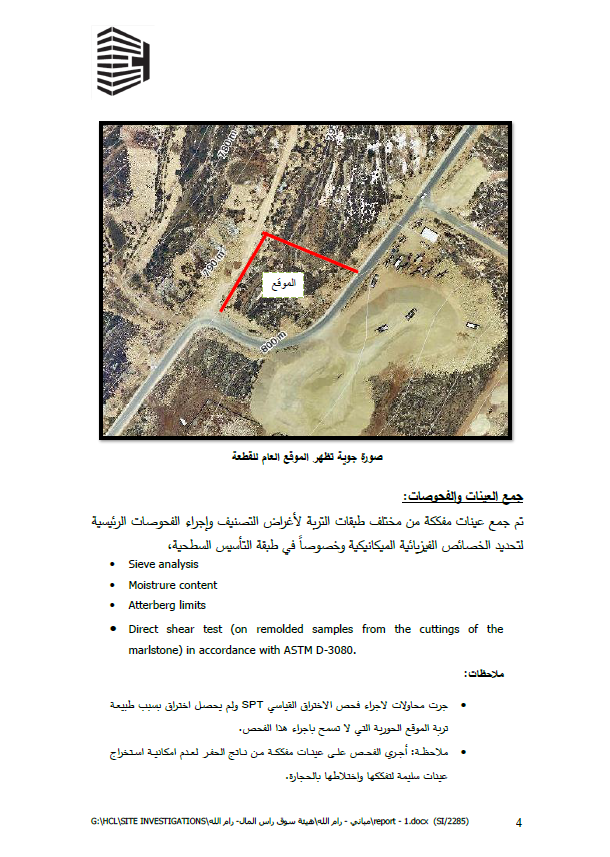 780 m
790 m
الموقع
800 m
صورة جوية تظهر الموقع العام للقطعة
جمع العينات والفحوصات:
تم جمع عينات مفككة من مختلف طبقات التربة لأغراض التصنيف وإجراء الفحوصات الرئيسية
لتحديد الخصائص الفيزيائية الميكانيكية وخصوصاً في طبقة التأسيس السطحية،
• Sieve analysis
• Moistrure content
• Atterberg limits
• Direct shear test (on remolded samples from the cuttings of the
marlstone) in accordance with ASTM D-3080.
ملاحظات:
• جرت محاولات لاجراء فحص الاختراق القياسي SPT ولم يحصل اختراق بسبب طبيعة
تربة الموقع الحورية التي لا تسمح باجراء هذا الفحص.
• ملاحظة: أجري الفحص على عينات مفككة من ناتج الحفر لعدم امكانية استخراج
عينات سليمة لتفككها واختلاطها بالحجارة.
G:\HCL\SITE INVESTIGATIONS\مباني - رام الله\هيئة سوق راس المال- رام الله\report - 1.docx (SI/2285) 4